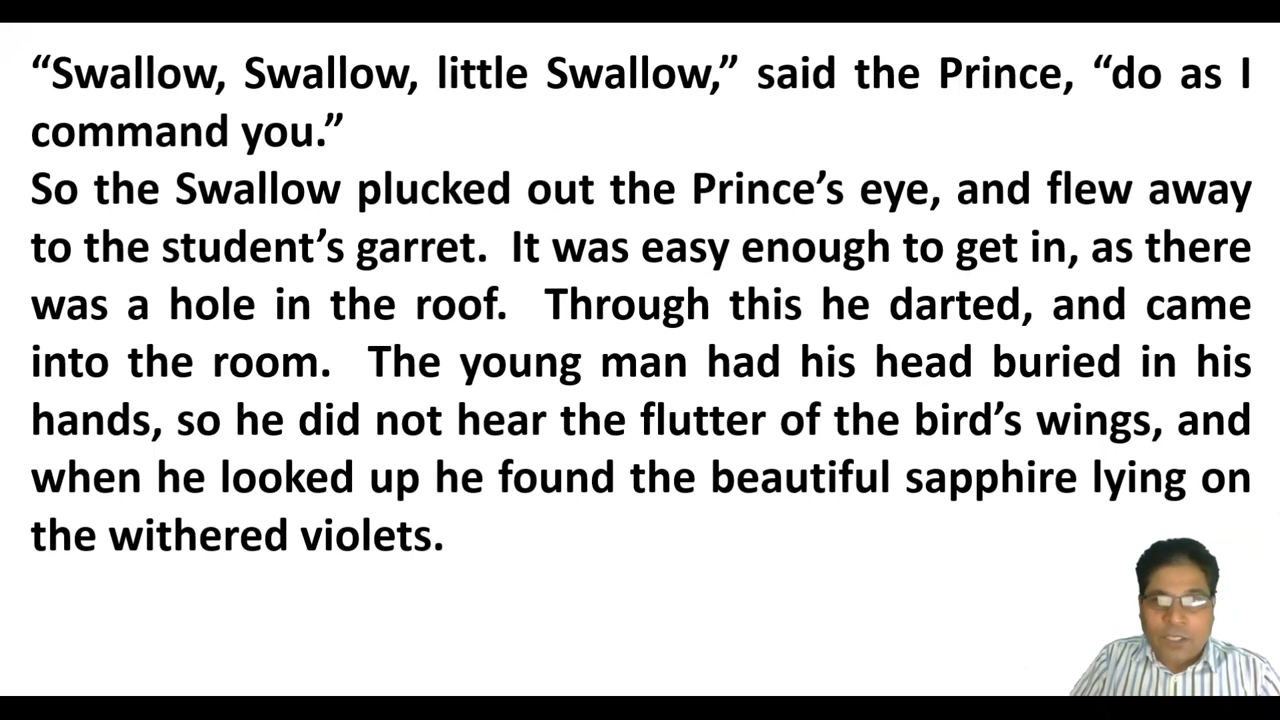 “Swallow, Swallow, little Swallow,” said the Prince, “do as I
command you.”
So the Swallow plucked out the Prince’s eye, and flew away
to the student’s garret.  It was easy enough to get in, as there
was a hole in the roof.  Through this he darted, and came
into the room.  The young man had his head buried in his
hands, so he did not hear the flutter of the bird’s wings, and
when he looked up he found the beautiful sapphire lying on
the withered violets.